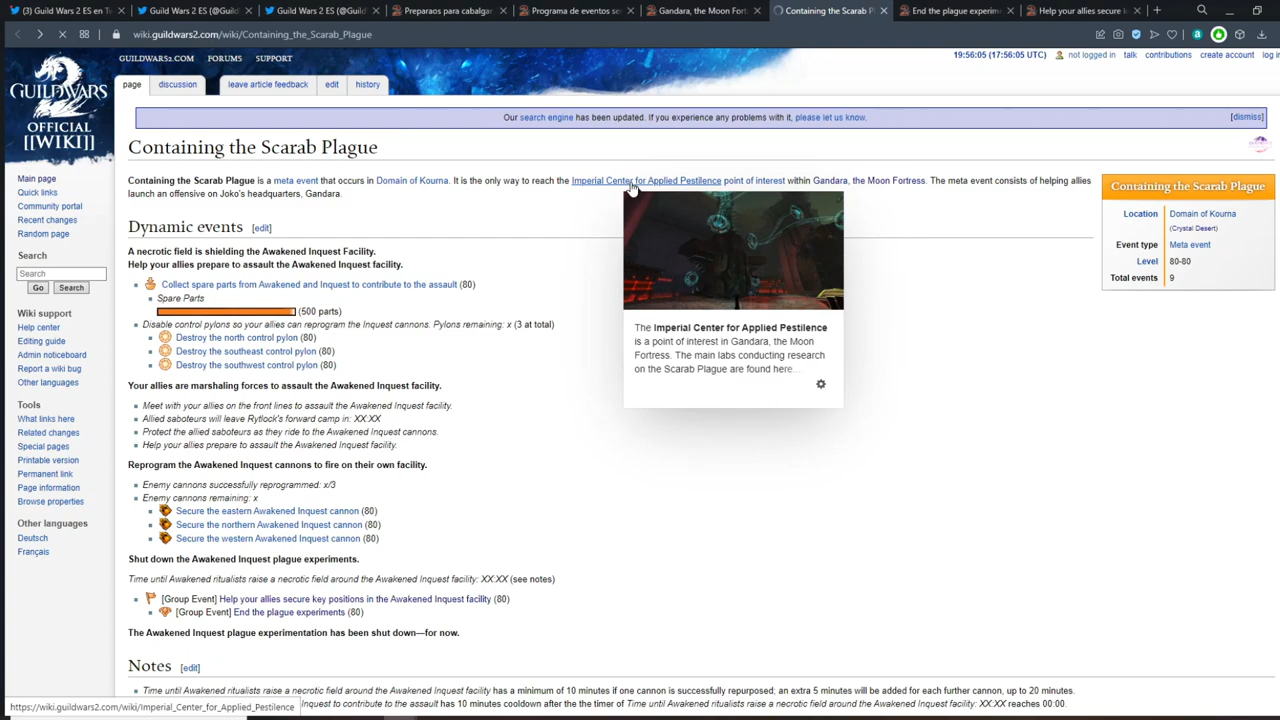 (3) Guild Wars 2 ES en T
Guild Wars 2 ES (@Guild
Guild Wars 2 ES (@Guild
Preparaos para cabalgar
Programa de eventos se
Gandara, the Moon Fort
Containing the Scarab P
End the plague experim
Help your allies secure k
wiki.guildwars2.com/wiki/Containing_the_Scarab_Plague
GUILDWARS2.COM FORUMS SUPPORT
19:56:05 (17:56:05 UTC) not logged in talk contributions create account log in
page discussion leave article feedback edit history
GUILD WARS
OFFICIAL
[[WIKI]]
Our search engine has been updated. If you experience any problems with it, please let us know.
[dismiss]
Containing the Scarab Plague
Containing the Scarab Plague is a meta event that occurs in Domain of Kourna. It is the only way to reach the Imperial Center for Applied Pestilence point of interest within Gandara, the Moon Fortress. The meta event consists of helping allies
launch an offensive on Joko's headquarters, Gandara.
Dynamic events [edit]
A necrotic field is shielding the Awakened Inquest Facility.
Help your allies prepare to assault the Awakened Inquest facility.
Collect spare parts from Awakened and Inquest to contribute to the assault (80)
Spare Parts
(500 parts)
Disable control pylons so your allies can reprogram the Inquest cannons. Pylons remaining: x (3 at total)
Destroy the north control pylon (80)
Destroy the southeast control pylon (80)
Destroy the southwest control pylon (80)
Your allies are marshaling forces to assault the Awakened Inquest facility.
Meet with your allies on the front lines to assault the Awakened Inquest facility.
Allied saboteurs will leave Rytlock's forward camp in: XX:XX
Protect the allied saboteurs as they ride to the Awakened Inquest cannons.
Help your allies prepare to assault the Awakened Inquest facility.
Reprogram the Awakened Inquest cannons to fire on their own facility.
Enemy cannons successfully reprogrammed: x/3
Enemy cannons remaining: x
Secure the eastern Awakened Inquest cannon (80)
Secure the northern Awakened Inquest cannon (80)
Secure the western Awakened Inquest cannon (80)
Shut down the Awakened Inquest plague experiments.
Time until Awakened ritualists raise a necrotic field around the Awakened Inquest facility: XX:XX (see notes)
[Group Event] Help your allies secure key positions in the Awakened Inquest facility (80)
[Group Event] End the plague experiments (80)
The Awakened Inquest plague experimentation has been shut down—for now.
Notes [edit]
Time until Awakened ritualists raise a necrotic field around the Awakened Inquest facility has a minimum of 10 minutes if one cannon is successfully repurposed; an extra 5 minutes will be added for each further cannon, up to 20 minutes.
Inquest to contribute to the assault has 10 minutes cooldown after the the timer of Time until Awakened ritualists raise a necrotic field around the Awakened Inquest facility: XX:XX reaches 00:00.
The Imperial Center for Applied Pestilence
is a point of interest in Gandara, the Moon
Fortress. The main labs conducting research
on the Scarab Plague are found here…
Containing the Scarab Plague
Location Domain of Kourna
(Crystal Desert)
Event type Meta event
Level 80-80
Total events 9
Main page
Quick links
Community portal
Recent changes
Random page
Search
Search
Go Search
Wiki support
Help center
Editing guide
Admin noticeboard
Report a wiki bug
Other languages
Tools
What links here
Related changes
Special pages
Printable version
Permanent link
Page information
Browse properties
Other languages
Deutsch
Français
https://wiki.guildwars2.com/wiki/Imperial_Center_for_Applied_Pestilence